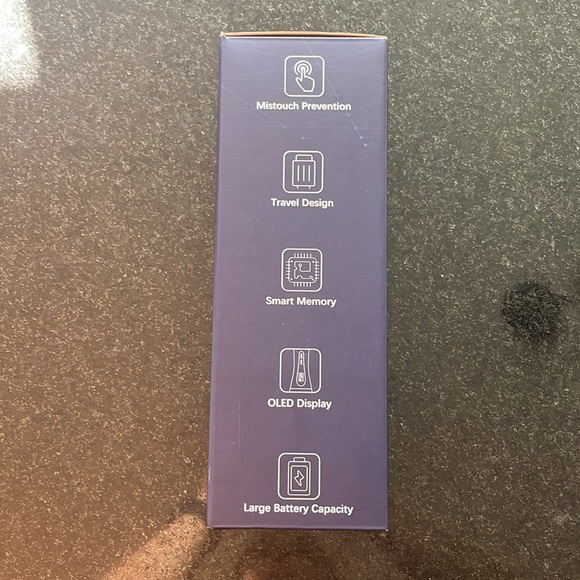 Mistouch Prevention
Travel Design
Smart Memory
OLED Display
Large Battery Capacity